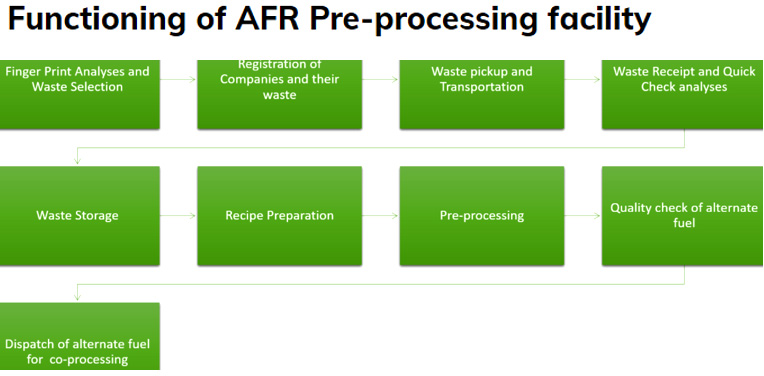 Functioning of AFR Pre-processing facility
Finger Print Analyses and
Waste Selection
Registration of
Companies and their
waste
Waste pickup and
Transportation
Waste Receipt and Quick
Check analyses
Waste Storage
Recipe Preparation
Pre-processing
Quality check of alternate
fuel
Dispatch of alternate fuel
for co-processing